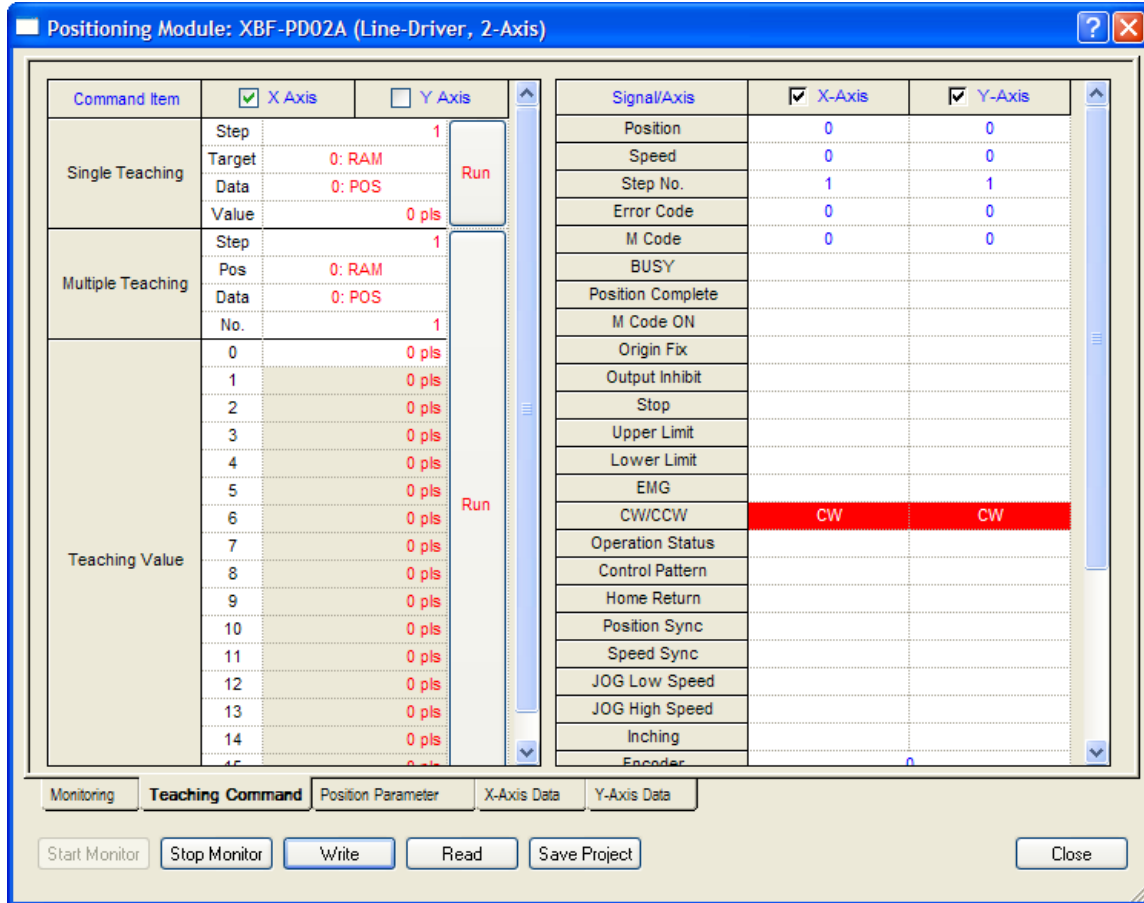 Positioning Module: XBF-PD02A (Line-Driver, 2-Axis)
Command Item X Axis Y Axis
Single Teaching
Step 1
Target 0: RAM
Data 0: POS
Value 0 pls
Run
Multiple Teaching
Step 1
Pos 0: RAM
Data 0: POS
No. 1
Teaching Value
0 0 pls
1 0 pls
2 0 pls
3 0 pls
4 0 pls
5 0 pls
6 0 pls
7 0 pls
8 0 pls
9 0 pls
10 0 pls
11 0 pls
12 0 pls
13 0 pls
14 0 pls
15 0 pls
Run
Signal/Axis X-Axis Y-Axis
Position 0 0
Speed 0 0
Step No. 1 1
Error Code 0 0
M Code 0 0
BUSY
Position Complete
M Code ON
Origin Fix
Output Inhibit
Stop
Upper Limit
Lower Limit
EMG
CW/CCW CW CW
Operation Status
Control Pattern
Home Return
Position Sync
Speed Sync
JOG Low Speed
JOG High Speed
Inching
Encoder 0
Monitoring Teaching Command Position Parameter X-Axis Data Y-Axis Data
Start Monitor Stop Monitor Write Read Save Project Close